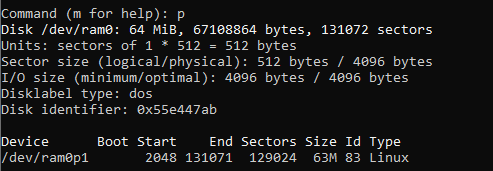 Command (m for help): p
Disk /dev/ram0: 64 MiB, 67108864 bytes, 131072 sectors
Units: sectors of 1 * 512 = 512 bytes
Sector size (logical/physical): 512 bytes / 4096 bytes
I/O size (minimum/optimal): 4096 bytes / 4096 bytes
Disklabel type: dos
Disk identifier: 0x55e447ab

Device      Boot Start    End Sectors Size Id Type
/dev/ram0p1       2048 131071  129024  63M 83 Linux